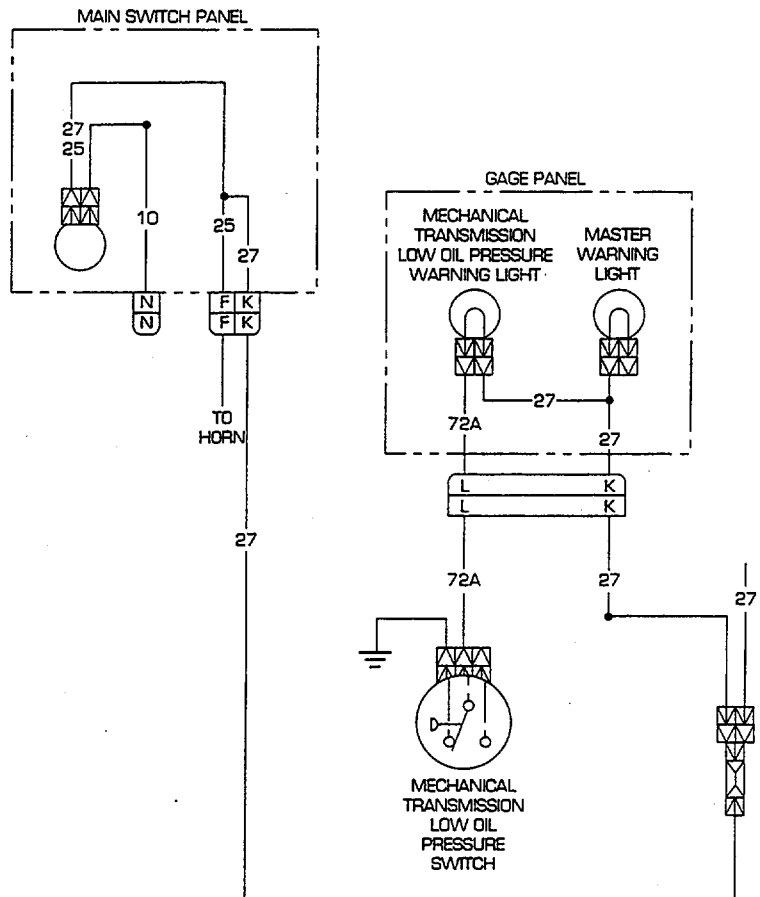 MAIN SWITCH PANEL
27
25
10
25
27
N
N
F K
F K
TO
HORN
27
GAGE PANEL
MECHANICAL
TRANSMISSION
LOW OIL PRESSURE
WARNING LIGHT
MASTER
WARNING
LIGHT
27
72A
27
L K
L K
72A
27
27
MECHANICAL
TRANSMISSION
LOW OIL
PRESSURE
SWITCH